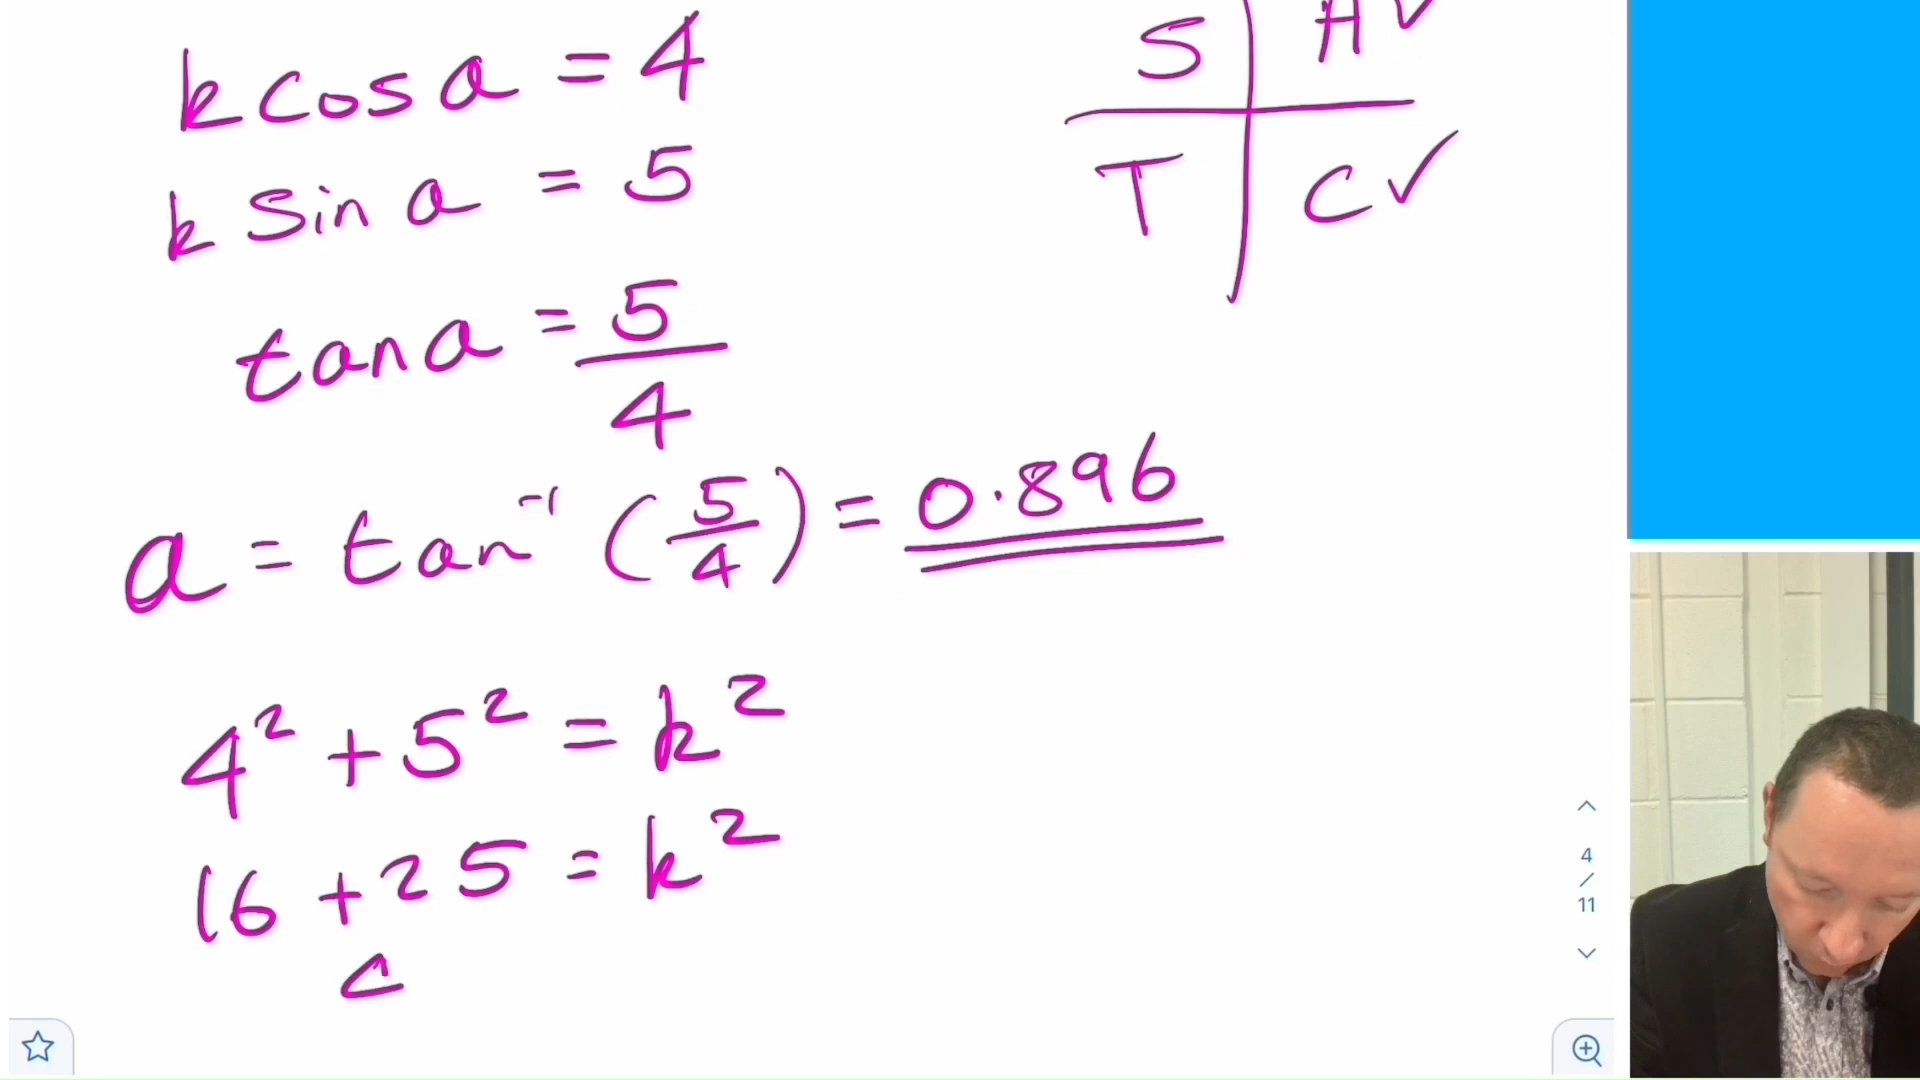 k cos a = 4
k sin a = 5
tan a = 5/4
a = tan⁻¹ (5/4) = 0.896
4² + 5² = k²
16 + 25 = k²
S A ✓
T C ✓
4
/
11